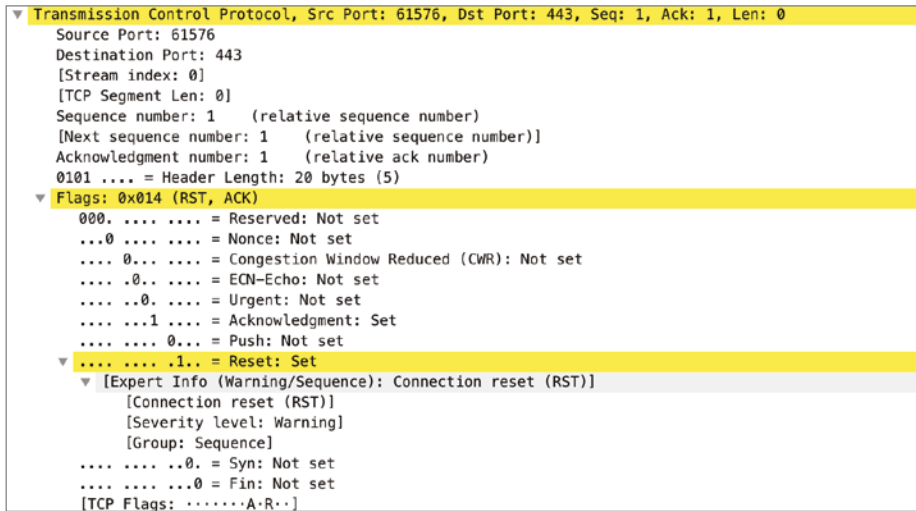 Transmission Control Protocol, Src Port: 61576, Dst Port: 443, Seq: 1, Ack: 1, Len: 0
Source Port: 61576
Destination Port: 443
[Stream index: 0]
[TCP Segment Len: 0]
Sequence number: 1    (relative sequence number)
[Next sequence number: 1    (relative sequence number)]
Acknowledgment number: 1    (relative ack number)
0101 .... = Header Length: 20 bytes (5)
Flags: 0x014 (RST, ACK)
000. .... .... = Reserved: Not set
...0 .... .... = Nonce: Not set
.... 0... .... = Congestion Window Reduced (CWR): Not set
.... .0.. .... = ECN-Echo: Not set
.... ..0. .... = Urgent: Not set
.... ...1 .... = Acknowledgment: Set
.... .... 0... = Push: Not set
.... .... .1.. = Reset: Set
[Expert Info (Warning/Sequence): Connection reset (RST)]
[Connection reset (RST)]
[Severity level: Warning]
[Group: Sequence]
.... .... ..0. = Syn: Not set
.... .... ...0 = Fin: Not set
[TCP Flags: ·······A·R··]